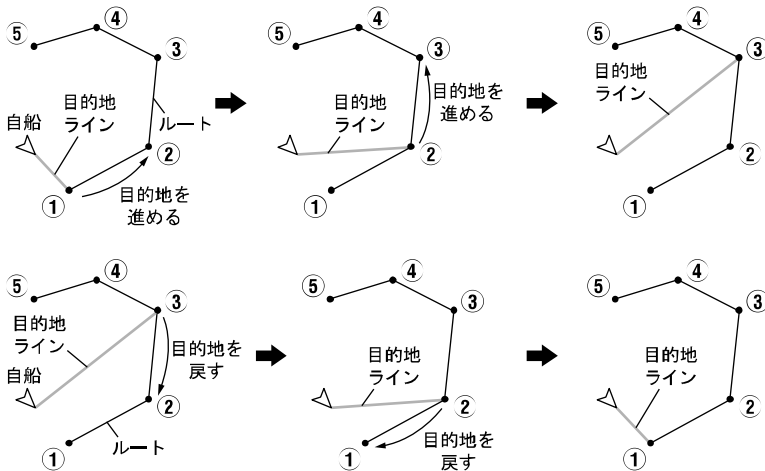 ⑤
④
③
目的地
ライン
自船
ルート
②
①
目的地を
進める
⑤
④
③
目的地
ライン
目的地を
進める
②
①
⑤
④
③
目的地
ライン
②
①
⑤
④
③
目的地
ライン
自船
目的地を
戻す
②
①
ルート
⑤
④
③
目的地
ライン
②
①
目的地を
戻す
⑤
④
③
目的地
ライン
②
①